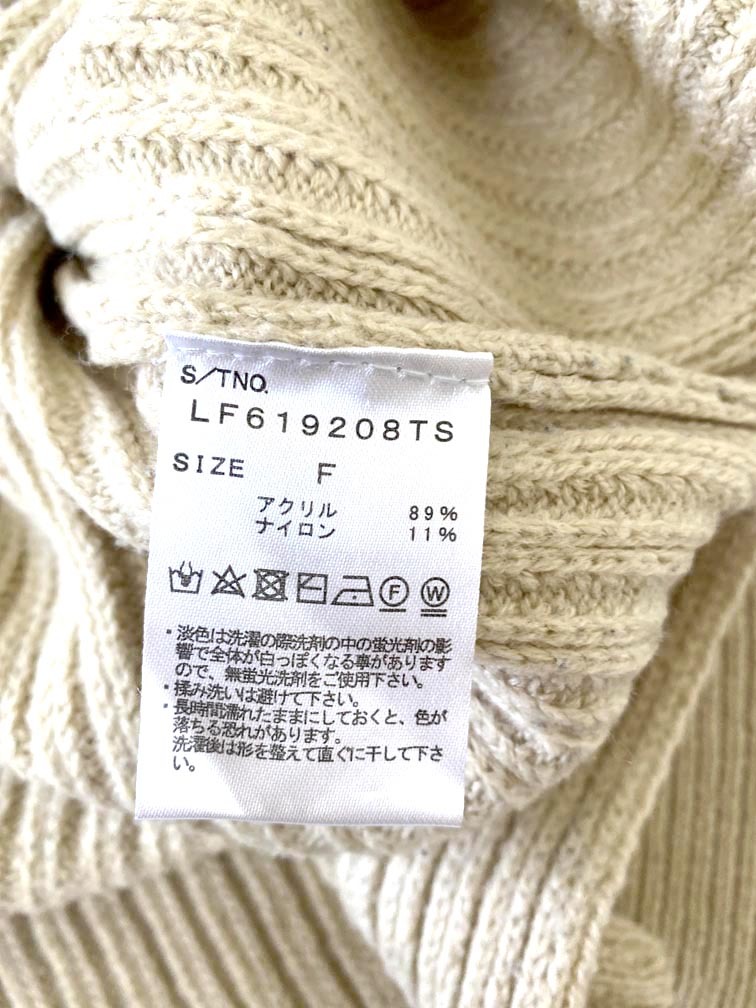 S/TNO.
LF619208TS
SIZE F
アクリル 89%
ナイロン 11%
F W
・淡色は洗濯の際洗剤の中の蛍光剤の影
響で全体が白っぽくなる事があります
ので、無蛍光洗剤をご使用下さい。
・揉み洗いは避けて下さい。
・長時間濡れたままにしておくと、色が
落ちる恐れがあります。
洗濯後は形を整えて直ぐに干して下さ
い。